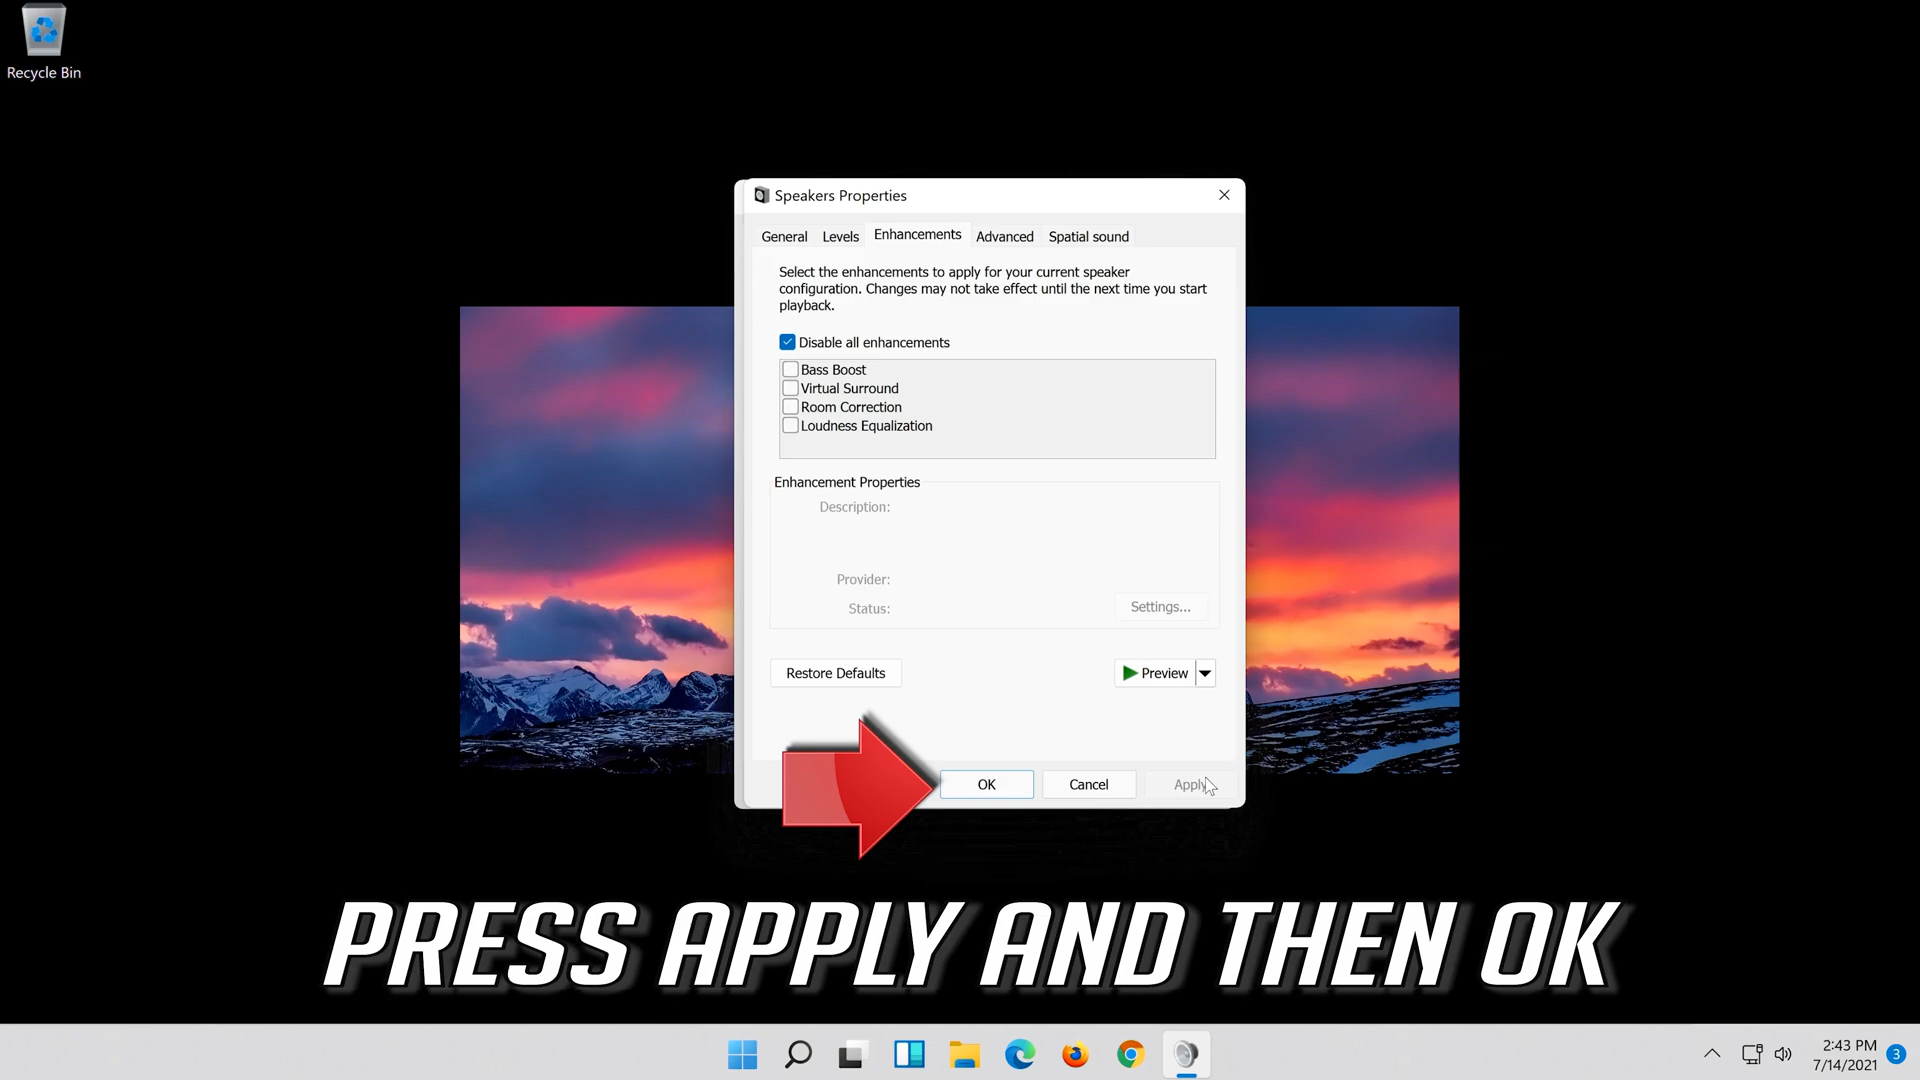 Recycle Bin
Speakers Properties
General Levels Enhancements Advanced Spatial sound
Select the enhancements to apply for your current speaker
configuration. Changes may not take effect until the next time you start
playback.
Disable all enhancements
Bass Boost
Virtual Surround
Room Correction
Loudness Equalization
Enhancement Properties
Description:
Provider:
Status:
Settings...
Restore Defaults
Preview
OK
Cancel
Apply
PRESS APPLY AND THEN OK
2:43 PM
7/14/2021
3